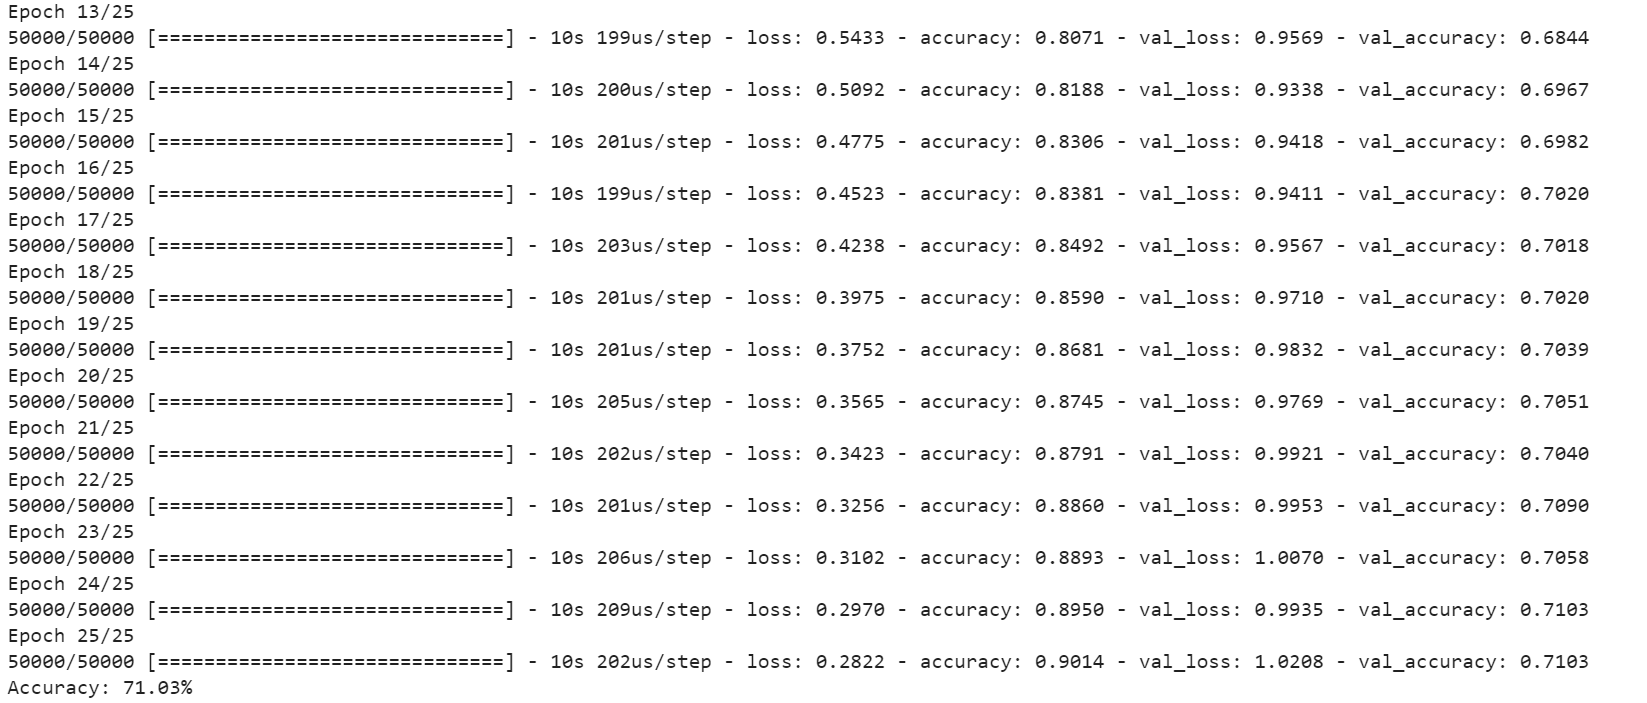 Epoch 13/25
50000/50000 [==============================] - 10s 199us/step - loss: 0.5433 - accuracy: 0.8071 - val_loss: 0.9569 - val_accuracy: 0.6844
Epoch 14/25
50000/50000 [==============================] - 10s 200us/step - loss: 0.5092 - accuracy: 0.8188 - val_loss: 0.9338 - val_accuracy: 0.6967
Epoch 15/25
50000/50000 [==============================] - 10s 201us/step - loss: 0.4775 - accuracy: 0.8306 - val_loss: 0.9418 - val_accuracy: 0.6982
Epoch 16/25
50000/50000 [==============================] - 10s 199us/step - loss: 0.4523 - accuracy: 0.8381 - val_loss: 0.9411 - val_accuracy: 0.7020
Epoch 17/25
50000/50000 [==============================] - 10s 203us/step - loss: 0.4238 - accuracy: 0.8492 - val_loss: 0.9567 - val_accuracy: 0.7018
Epoch 18/25
50000/50000 [==============================] - 10s 201us/step - loss: 0.3975 - accuracy: 0.8590 - val_loss: 0.9710 - val_accuracy: 0.7020
Epoch 19/25
50000/50000 [==============================] - 10s 201us/step - loss: 0.3752 - accuracy: 0.8681 - val_loss: 0.9832 - val_accuracy: 0.7039
Epoch 20/25
50000/50000 [==============================] - 10s 205us/step - loss: 0.3565 - accuracy: 0.8745 - val_loss: 0.9769 - val_accuracy: 0.7051
Epoch 21/25
50000/50000 [==============================] - 10s 202us/step - loss: 0.3423 - accuracy: 0.8791 - val_loss: 0.9921 - val_accuracy: 0.7040
Epoch 22/25
50000/50000 [==============================] - 10s 201us/step - loss: 0.3256 - accuracy: 0.8860 - val_loss: 0.9953 - val_accuracy: 0.7090
Epoch 23/25
50000/50000 [==============================] - 10s 206us/step - loss: 0.3102 - accuracy: 0.8893 - val_loss: 1.0070 - val_accuracy: 0.7058
Epoch 24/25
50000/50000 [==============================] - 10s 209us/step - loss: 0.2970 - accuracy: 0.8950 - val_loss: 0.9935 - val_accuracy: 0.7103
Epoch 25/25
50000/50000 [==============================] - 10s 202us/step - loss: 0.2822 - accuracy: 0.9014 - val_loss: 1.0208 - val_accuracy: 0.7103
Accuracy: 71.03%